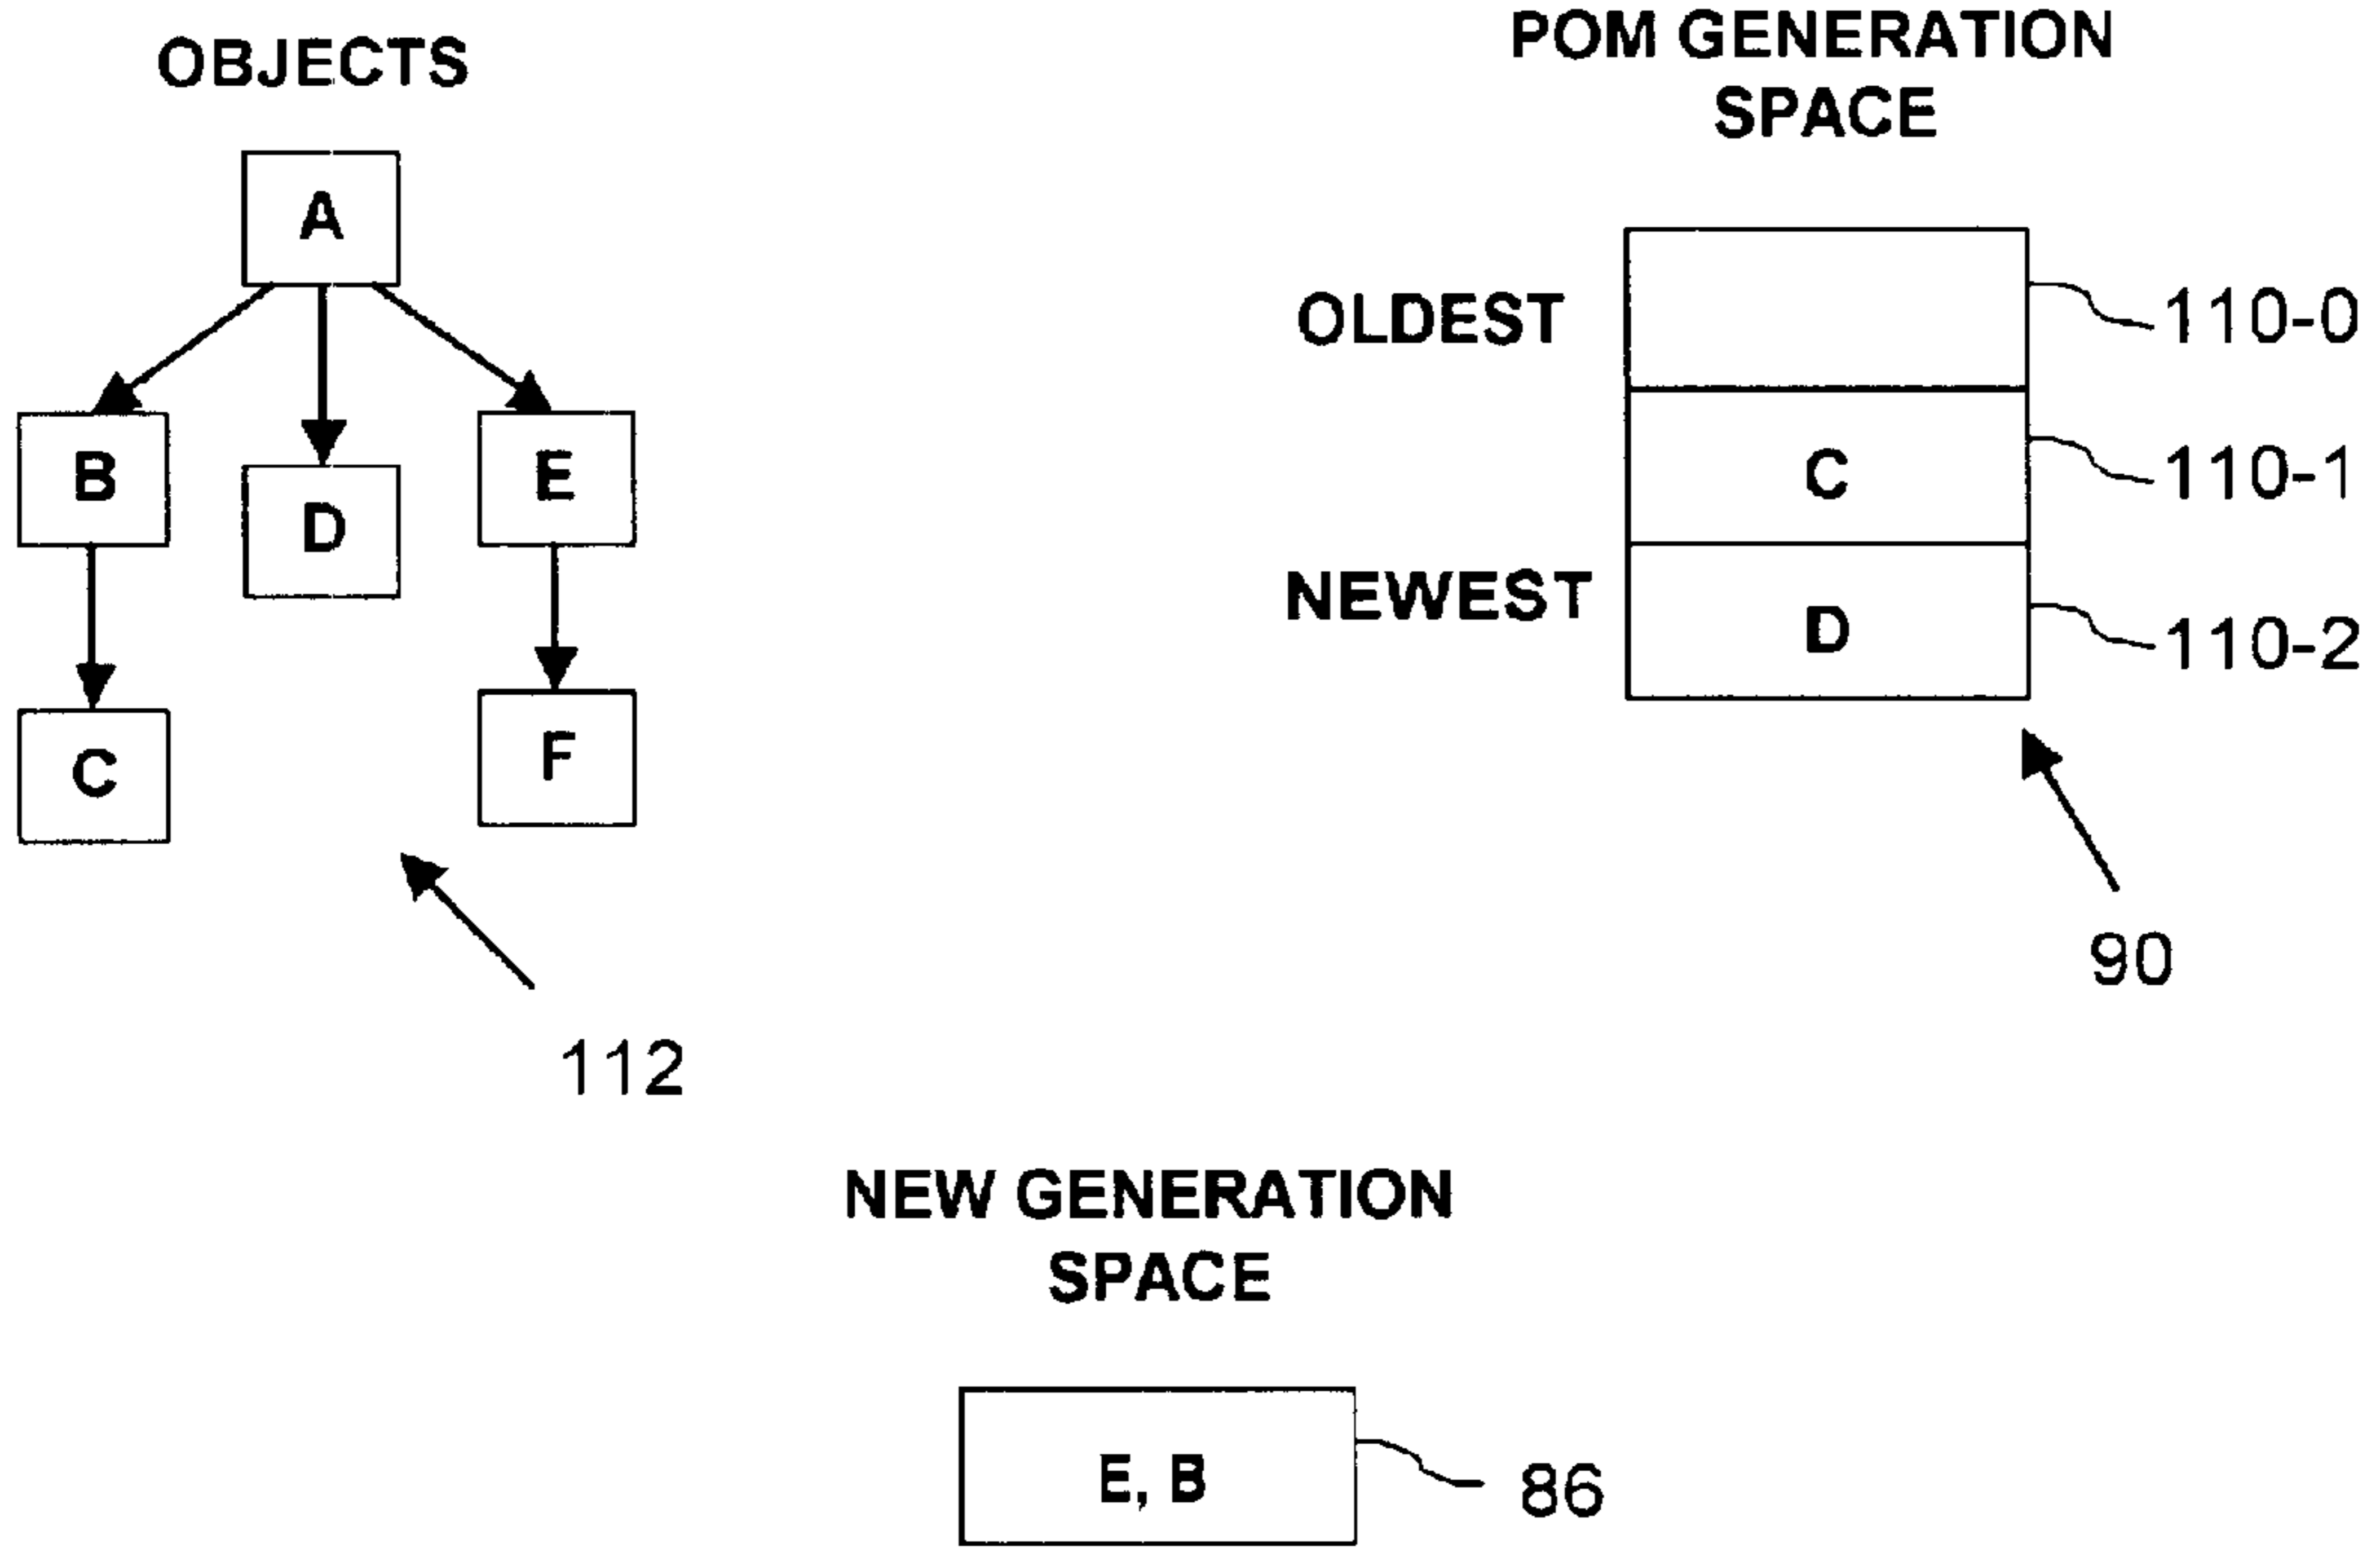 OBJECTS
A
B
D
E
C
F
112
POM GENERATION
SPACE
OLDEST
110-0
C
110-1
NEWEST
D
110-2
90
NEW GENERATION
SPACE
E, B
86